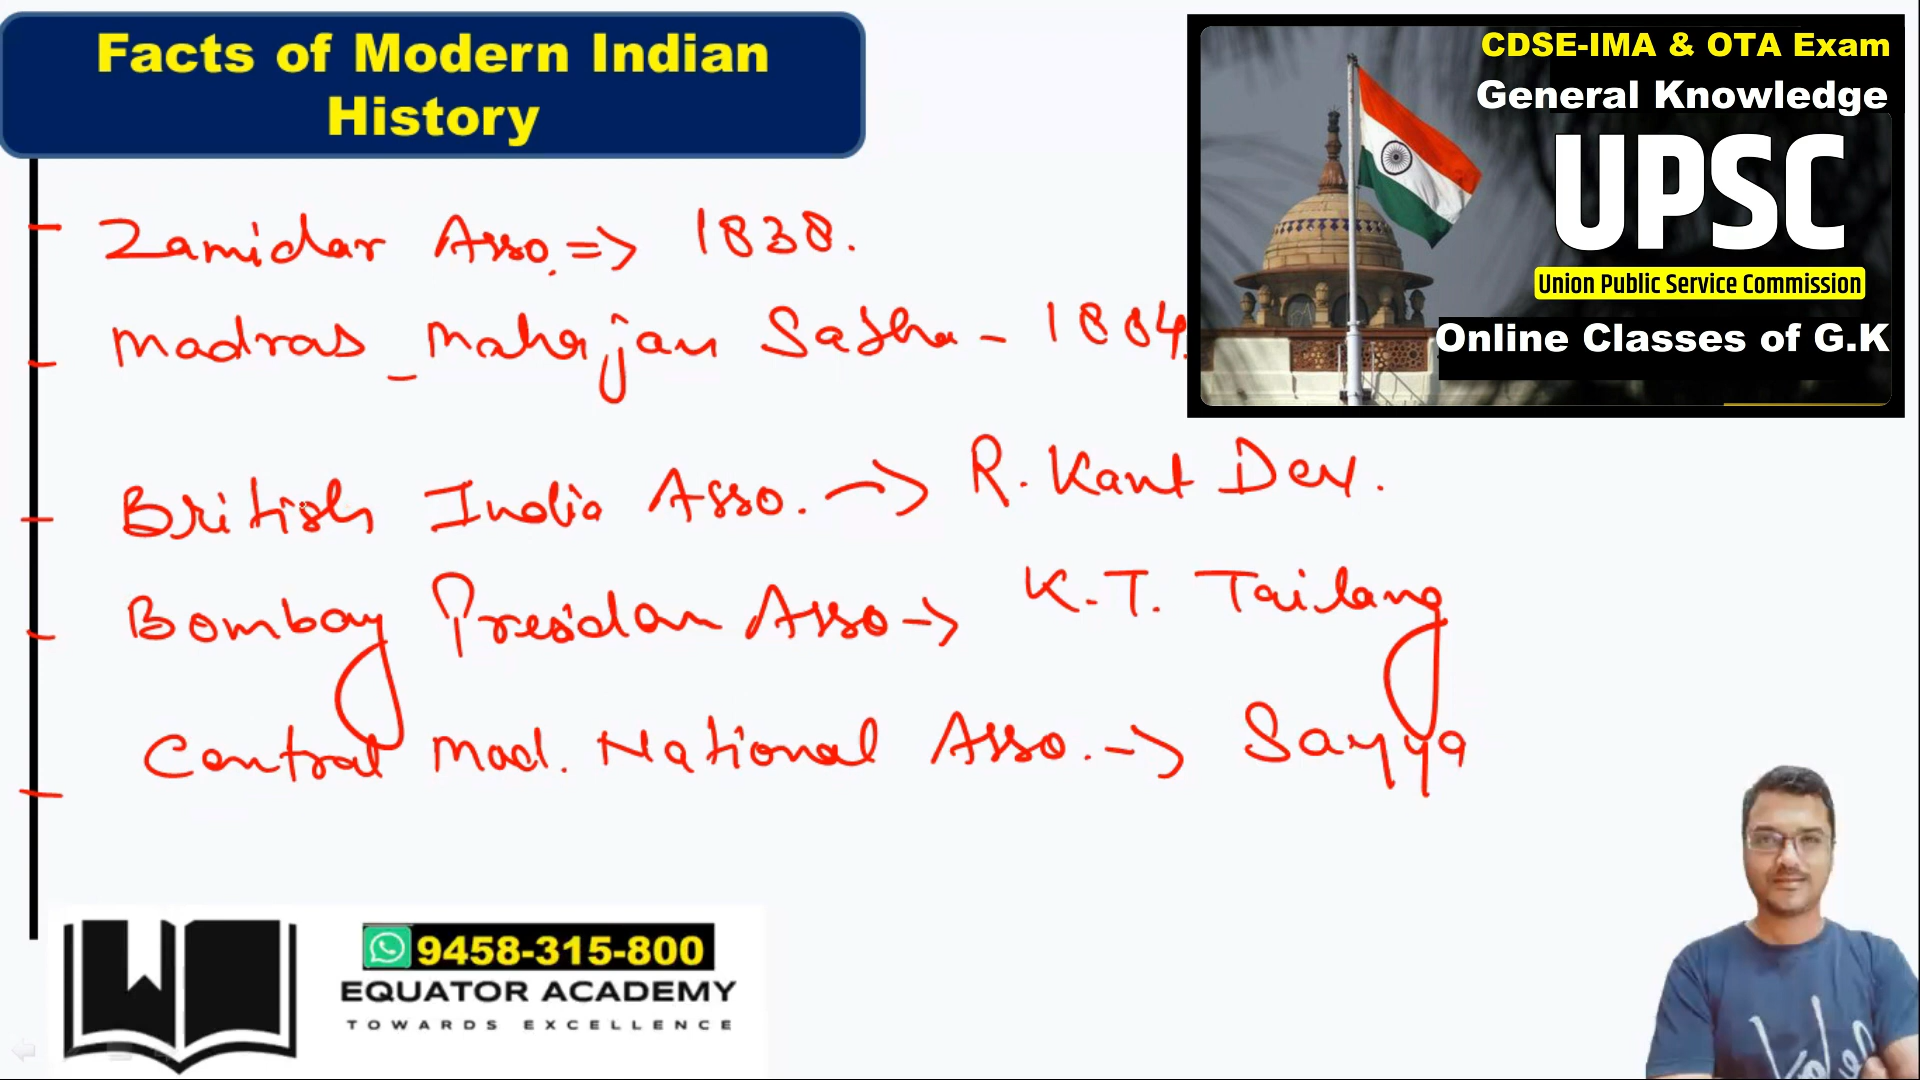 Facts of Modern Indian
History
CDSE-IMA & OTA Exam
General Knowledge
UPSC
Union Public Service Commission
Online Classes of G.K
Zamidar Asso. => 1838.
Madras Mahajan Sabha - 1884.
British India Asso. -> R. Kant Dev.
Bombay Presidan Asso -> K.T. Tailang
Central Mod. National Asso. -> Sayya
9458-315-800
EQUATOR ACADEMY
TOWARDS EXCELLENCE